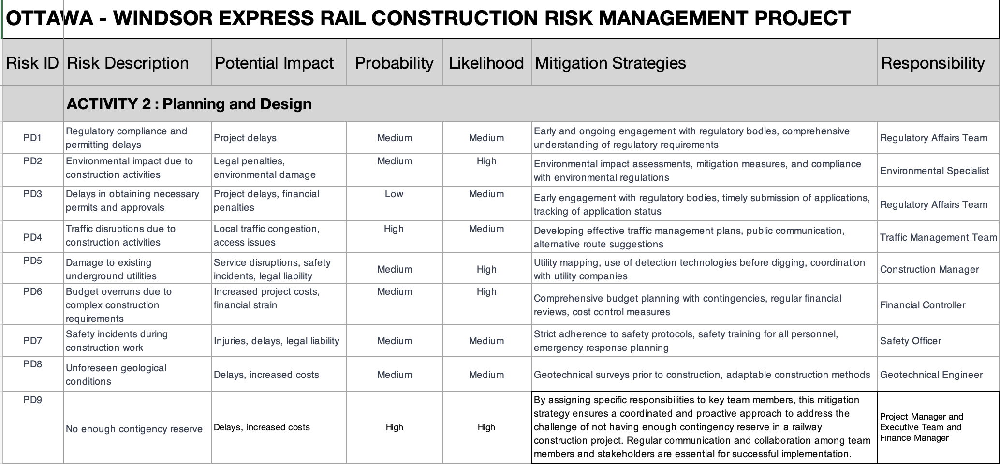 OTTAWA - WINDSOR EXPRESS RAIL CONSTRUCTION RISK MANAGEMENT PROJECT
Risk ID
Risk Description
Potential Impact
Probability
Likelihood
Mitigation Strategies
Responsibility
ACTIVITY 2 : Planning and Design
PD1
Regulatory compliance and
permitting delays
Project delays
Medium
Medium
Early and ongoing engagement with regulatory bodies, comprehensive
understanding of regulatory requirements
Regulatory Affairs Team
PD2
Environmental impact due to
construction activities
Legal penalties,
environmental damage
Medium
High
Environmental impact assessments, mitigation measures, and compliance
with environmental regulations
Environmental Specialist
PD3
Delays in obtaining necessary
permits and approvals
Project delays, financial
penalties
Low
Medium
Early engagement with regulatory bodies, timely submission of applications,
tracking of application status
Regulatory Affairs Team
PD4
Traffic disruptions due to
construction activities
Local traffic congestion,
access issues
High
Medium
Developing effective traffic management plans, public communication,
alternative route suggestions
Traffic Management Team
PD5
Damage to existing
underground utilities
Service disruptions, safety
incidents, legal liability
Medium
High
Utility mapping, use of detection technologies before digging, coordination
with utility companies
Construction Manager
PD6
Budget overruns due to
complex construction
requirements
Increased project costs,
financial strain
Medium
High
Comprehensive budget planning with contingencies, regular financial
reviews, cost control measures
Financial Controller
PD7
Safety incidents during
construction work
Injuries, delays, legal liability
Medium
Medium
Strict adherence to safety protocols, safety training for all personnel,
emergency response planning
Safety Officer
PD8
Unforeseen geological
conditions
Delays, increased costs
Medium
Medium
Geotechnical surveys prior to construction, adaptable construction methods
Geotechnical Engineer
PD9
No enough contigency reserve
Delays, increased costs
High
High
By assigning specific responsibilities to key team members, this mitigation
strategy ensures a coordinated and proactive approach to address the
challenge of not having enough contingency reserve in a railway
construction project. Regular communication and collaboration among team
members and stakeholders are essential for successful implementation.
Project Manager and
Executive Team and
Finance Manager